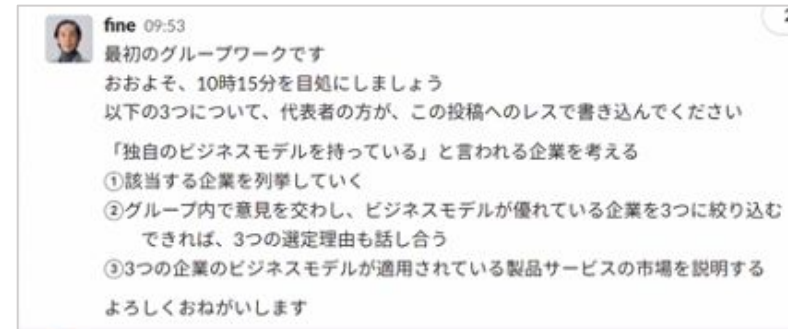 fine 09:53
最初のグループワークです
おおよそ、10時15分を目処にしましょう
以下の3つについて、代表者の方が、この投稿へのレスで書き込んでください
「独自のビジネスモデルを持っている」と言われる企業を考える
①該当する企業を列挙していく
②グループ内で意見を交わし、ビジネスモデルが優れている企業を3つに絞り込む
できれば、3つの選定理由も話し合う
③3つの企業のビジネスモデルが適用されている製品サービスの市場を説明する
よろしくおねがいします